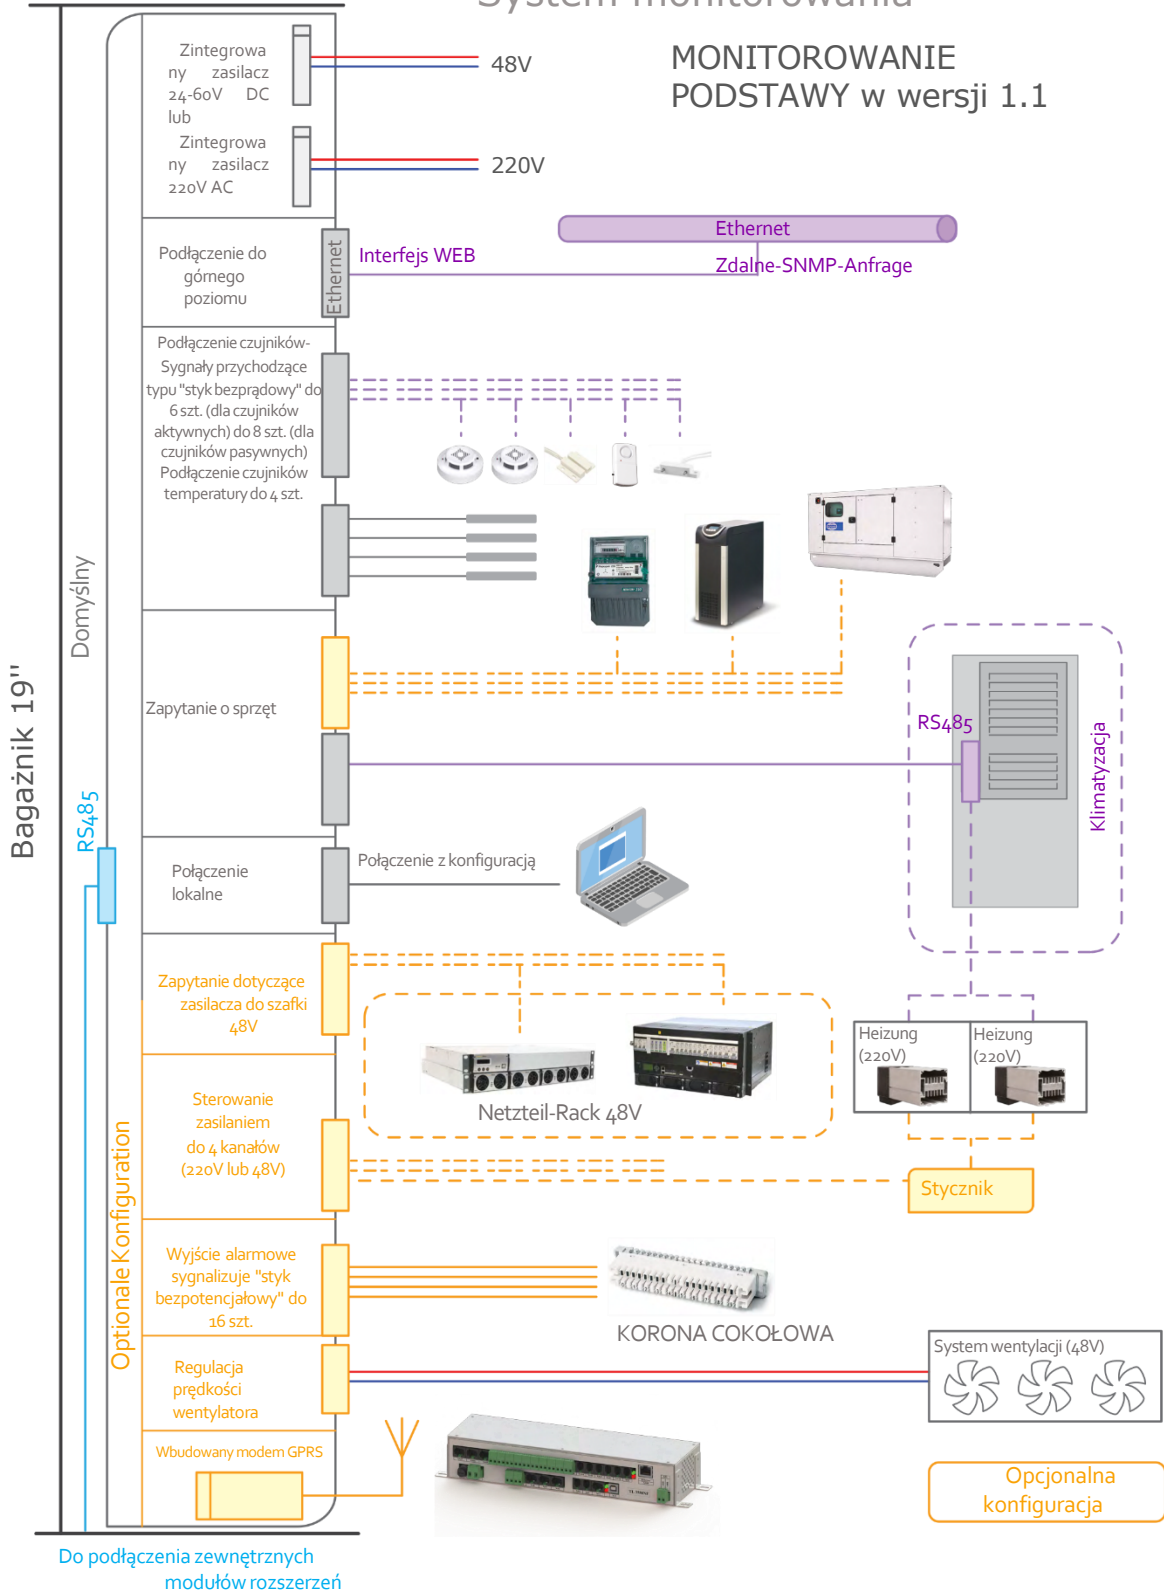 System monitorowania
MONITOROWANIE
PODSTAWY w wersji 1.1
Zintegrowa
ny zasilacz
24-60V DC
lub
48V
Zintegrowa
ny zasilacz
220V AC
220V
Podłączenie do
górnego
poziomu
Ethernet
Interfejs WEB
Ethernet
Zdalne-SNMP-Anfrage
Podłączenie czujników-
Sygnały przychodzące
typu "styk bezprądowy" do
6 szt. (dla czujników
aktywnych) do 8 szt. (dla
czujników pasywnych)
Podłączenie czujników
temperatury do 4 szt.
Domyślny
Bagażnik 19"
Zapytanie o sprzęt
RS485
Klimatyzacja
RS485
Połączenie
lokalne
Połączenie z konfiguracją
Zapytanie dotyczące
zasilacza do szafki
48V
Netzteil-Rack 48V
Heizung
(220V)
Heizung
(220V)
Sterowanie
zasilaniem
do 4 kanałów
(220V lub 48V)
Stycznik
Optionale Konfiguration
Wyjście alarmowe
sygnalizuje "styk
bezpotencjałowy" do
16 szt.
KORONA COKOŁOWA
Regulacja
prędkości
wentylatora
System wentylacji (48V)
Wbudowany modem GPRS
Opcjonalna
konfiguracja
Do podłączenia zewnętrznych
modułów rozszerzeń